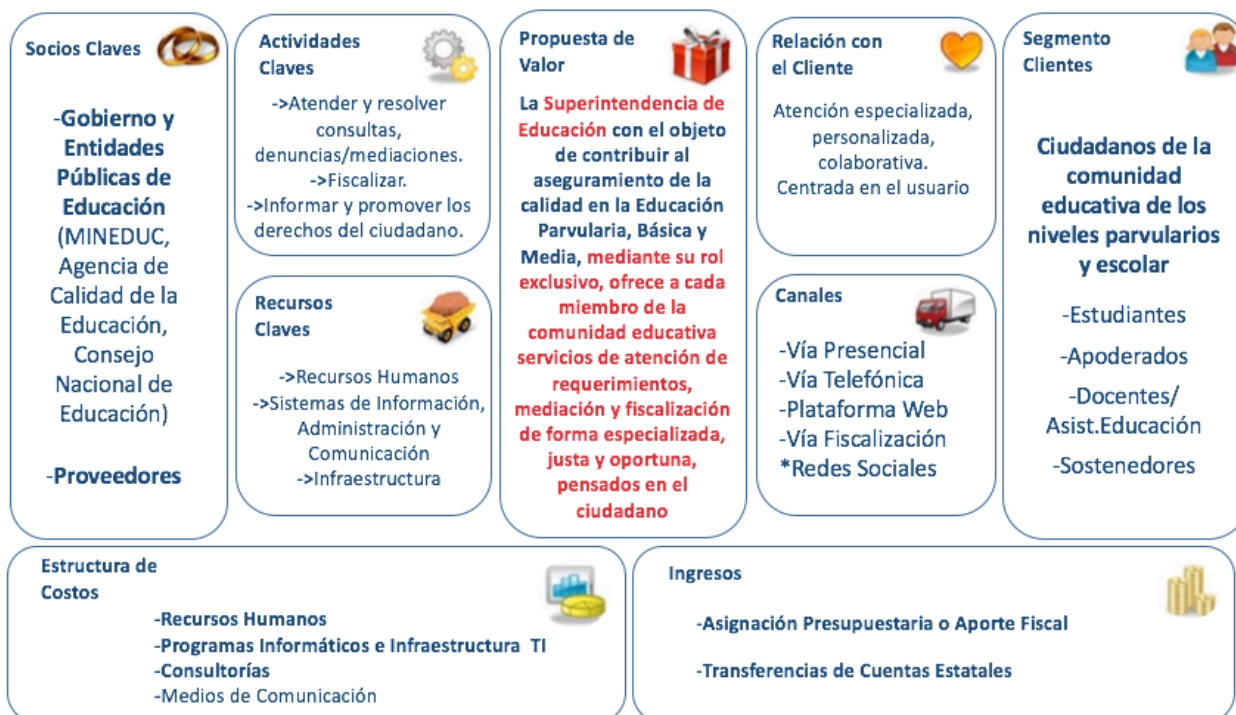 Socios Claves
-Gobierno y
Entidades
Públicas de
Educación
(MINEDUC,
Agencia de
Calidad de la
Educación,
Consejo
Nacional de
Educación)
-Proveedores
Actividades
Claves
->Atender y resolver
consultas,
denuncias/mediaciones.
->Fiscalizar.
->Informar y promover los
derechos del ciudadano.
Recursos
Claves
->Recursos Humanos
->Sistemas de Información,
Administración y
Comunicación
->Infraestructura
Propuesta de
Valor
La Superintendencia de
Educación con el objeto
de contribuir al
aseguramiento de la
calidad en la Educación
Parvularia, Básica y
Media, mediante su rol
exclusivo, ofrece a cada
miembro de la
comunidad educativa
servicios de atención de
requerimientos,
mediación y fiscalización
de forma especializada,
justa y oportuna,
pensados en el
ciudadano
Relación con
el Cliente
Atención especializada,
personalizada,
colaborativa.
Centrada en el usuario
Canales
-Vía Presencial
-Vía Telefónica
-Plataforma Web
-Vía Fiscalización
*Redes Sociales
Segmento
Clientes
Ciudadanos de la
comunidad
educativa de los
niveles parvularios
y escolar
-Estudiantes
-Apoderados
-Docentes/
Asist.Educación
-Sostenedores
Estructura de
Costos
-Recursos Humanos
-Programas Informáticos e Infraestructura TI
-Consultorías
-Medios de Comunicación
Ingresos
-Asignación Presupuestaria o Aporte Fiscal
-Transferencias de Cuentas Estatales